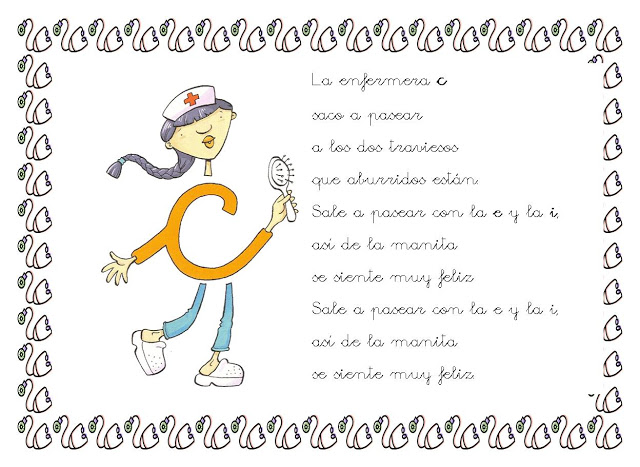 La enfermera c
saco a pasear
a los dos traviesos
que aburridos están.
Sale a pasear con la e y la i,
así de la manita
se siente muy feliz
Sale a pasear con la e y la i,
así de la manita
se siente muy feliz.